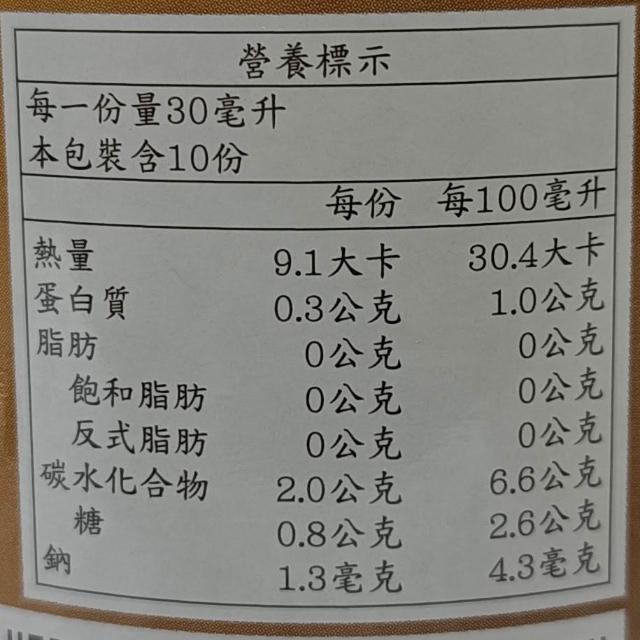 營養標示
每一份量30毫升
本包裝含10份
每份 每100毫升
熱量 9.1大卡 30.4大卡
蛋白質 0.3公克 1.0公克
脂肪 0公克 0公克
飽和脂肪 0公克 0公克
反式脂肪 0公克 0公克
碳水化合物 2.0公克 6.6公克
糖 0.8公克 2.6公克
鈉 1.3毫克 4.3毫克